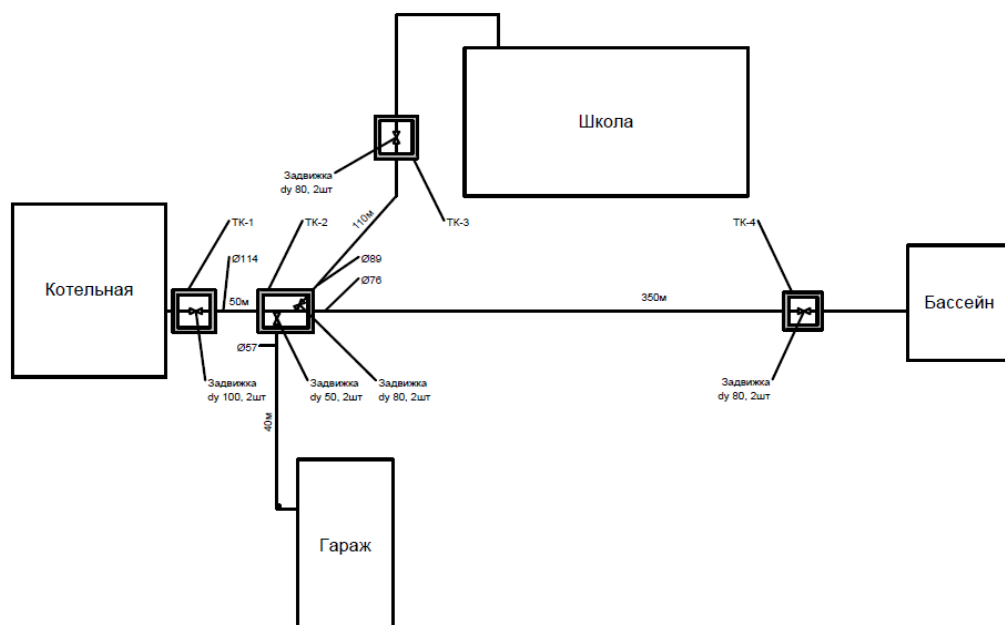 Школа
Задвижка
dy 80, 2шт
110м
ТК-1
ТК-2
ТК-3
ТК-4
Ø114
Ø89
Ø76
Котельная
50м
350м
Бассейн
Ø57
Задвижка
dy 100, 2шт
Задвижка
dy 50, 2шт
Задвижка
dy 80, 2шт
Задвижка
dy 80, 2шт
40м
Гараж